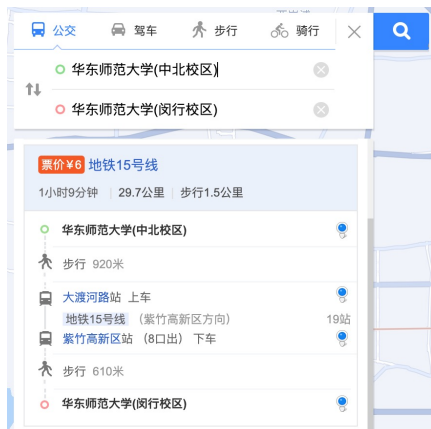 公交 驾车 步行 骑行
华东师范大学(中北校区)
华东师范大学(闵行校区)
票价¥6 地铁15号线
1小时9分钟 29.7公里 步行1.5公里
华东师范大学(中北校区)
步行 920米
大渡河路站 上车
地铁15号线 （紫竹高新区方向） 19站
紫竹高新区站 （8口出） 下车
步行 610米
华东师范大学(闵行校区)